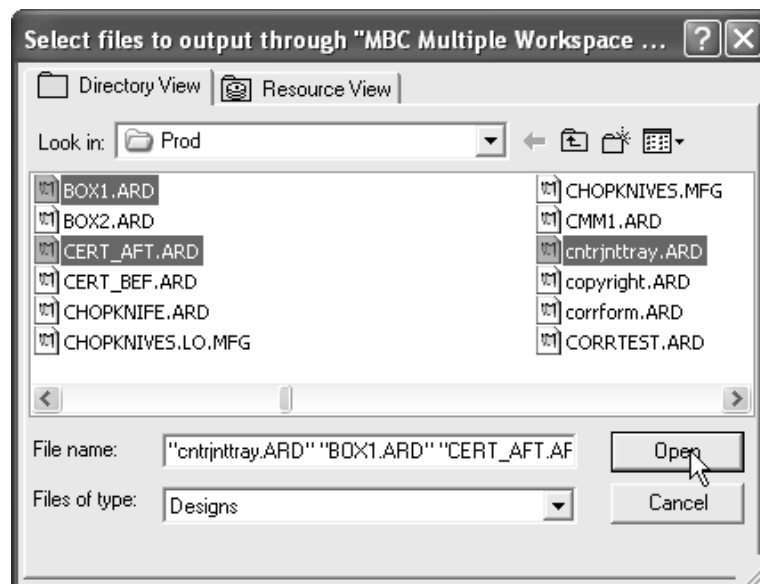 Select files to output through "MBC Multiple Workspace ...
Directory View
Resource View
Look in:
Prod
BOX1.ARD
BOX2.ARD
CERT_AFT.ARD
CERT_BEF.ARD
CHOPKNIFE.ARD
CHOPKNIVES.LO.MFG
CHOPKNIVES.MFG
CMM1.ARD
cntrjnttray.ARD
copyright.ARD
corrform.ARD
CORRTEST.ARD
File name:
"cntrjnttray.ARD" "BOX1.ARD" "CERT_AFT.AF
Open
Files of type:
Designs
Cancel